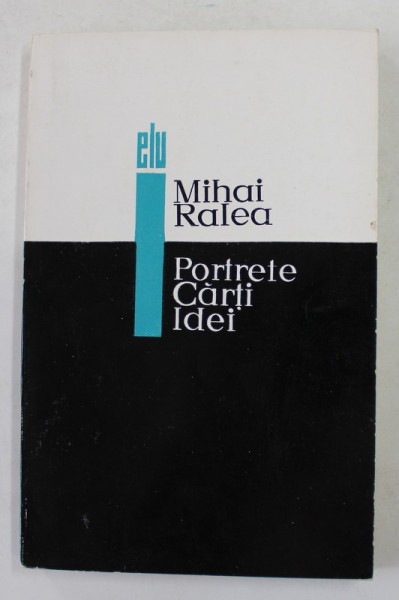 elu
Mihai
Ralea
Portrete
Cărți
Idei